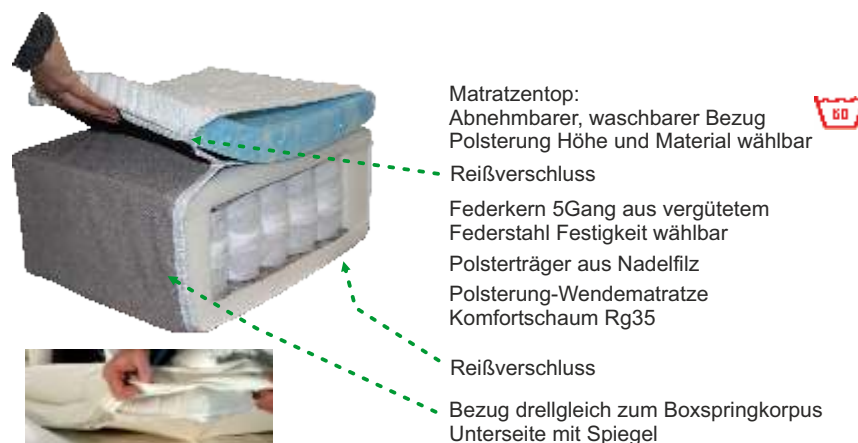 Matratzentop:
Abnehmbarer, waschbarer Bezug
60
Polsterung Höhe und Material wählbar
Reißverschluss
Federkern 5Gang aus vergütetem
Federstahl Festigkeit wählbar
Polsterträger aus Nadelfilz
Polsterung-Wendematratze
Komfortschaum Rg35
Reißverschluss
Bezug drellgleich zum Boxspringkorpus
Unterseite mit Spiegel